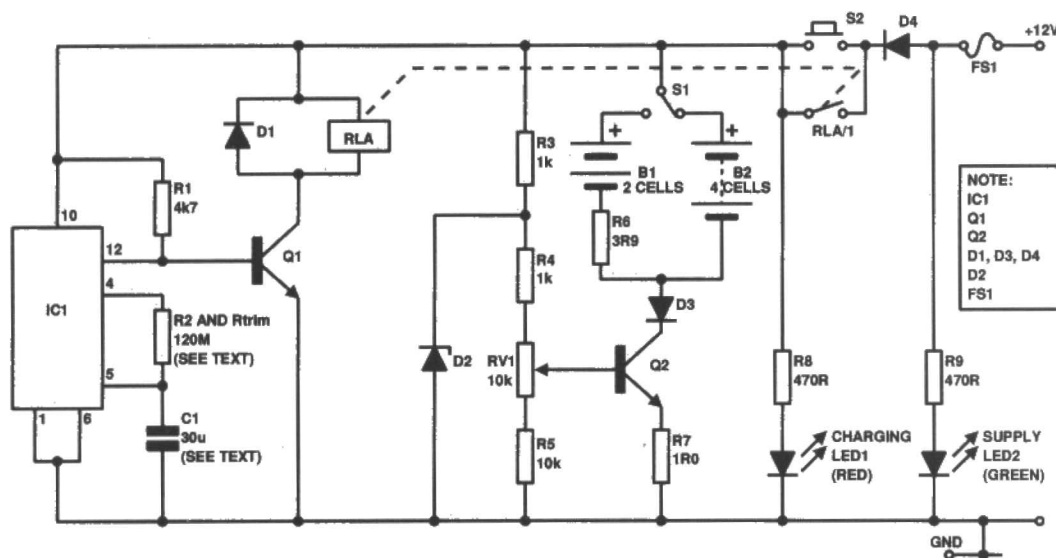 S2
D4
+12V
FS1
S1
D1
RLA
RLA/1
+
+
R3
1k
B1
2 CELLS
B2
4 CELLS
R1
4k7
NOTE:
IC1
Q1
Q2
D1, D3, D4
D2
FS1
10
12
4
5
1
6
IC1
Q1
R6
3R9
R4
1k
D3
R2 AND Rtrim
120M
(SEE TEXT)
D2
RV1
10k
Q2
R8
470R
R9
470R
C1
30u
(SEE TEXT)
R5
10k
R7
1R0
CHARGING
LED1
(RED)
SUPPLY
LED2
(GREEN)
GND